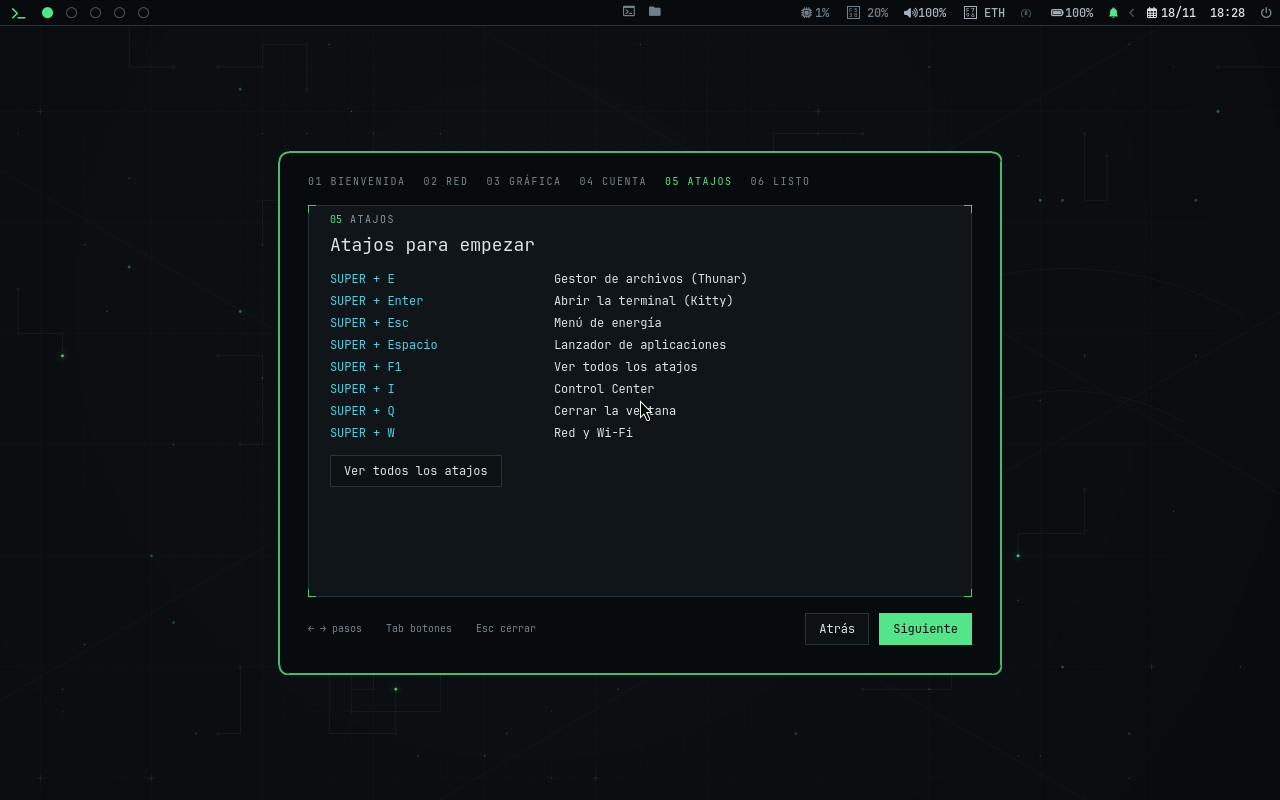 1% 20% 100% ETH 100% 18/11 18:28
01 BIENVENIDA 02 RED 03 GRÁFICA 04 CUENTA 05 ATAJOS 06 LISTO
05 ATAJOS
Atajos para empezar
SUPER + E Gestor de archivos (Thunar)
SUPER + Enter Abrir la terminal (Kitty)
SUPER + Esc Menú de energía
SUPER + Espacio Lanzador de aplicaciones
SUPER + F1 Ver todos los atajos
SUPER + I Control Center
SUPER + Q Cerrar la ventana
SUPER + W Red y Wi-Fi
Ver todos los atajos
← → pasos Tab botones Esc cerrar Atrás Siguiente